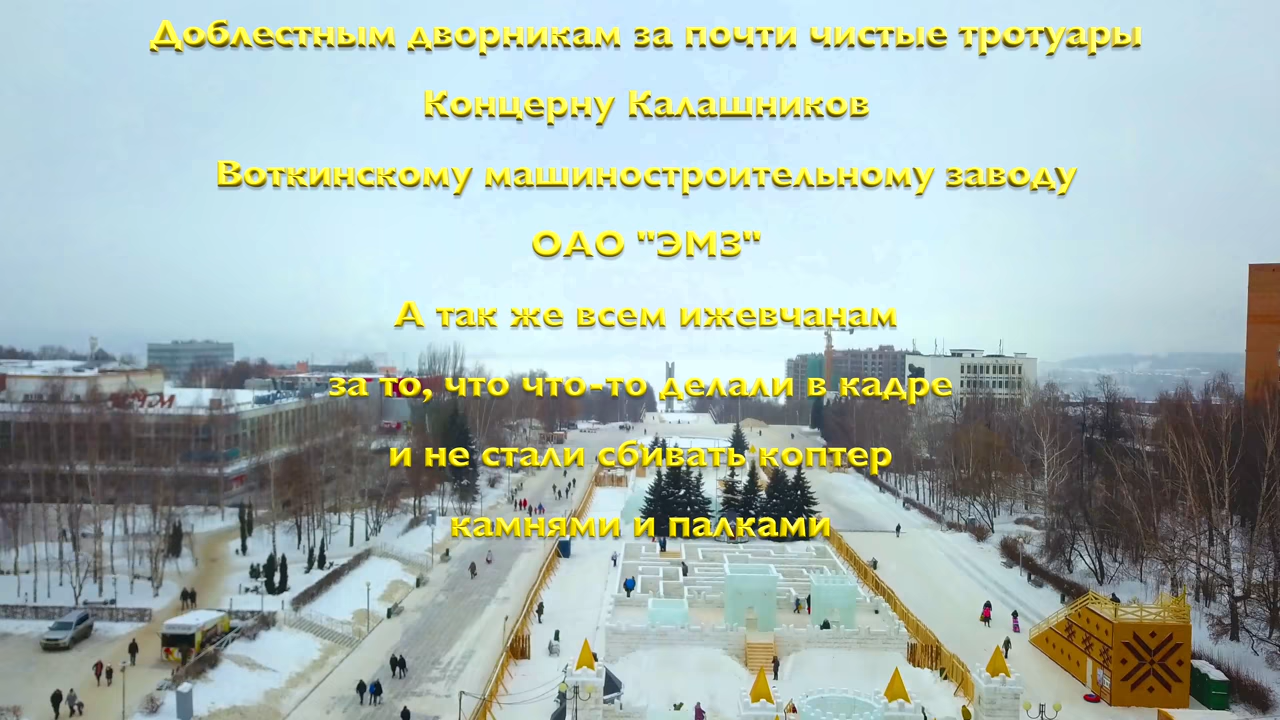 Доблестным дворникам за почти чистые тротуары
Концерну Калашников
Воткинскому машиностроительному заводу
ОАО "ЭМЗ"
А так же всем ижевчанам
за то, что что-то делали в кадре
и не стали сбивать коптер
камнями и палками